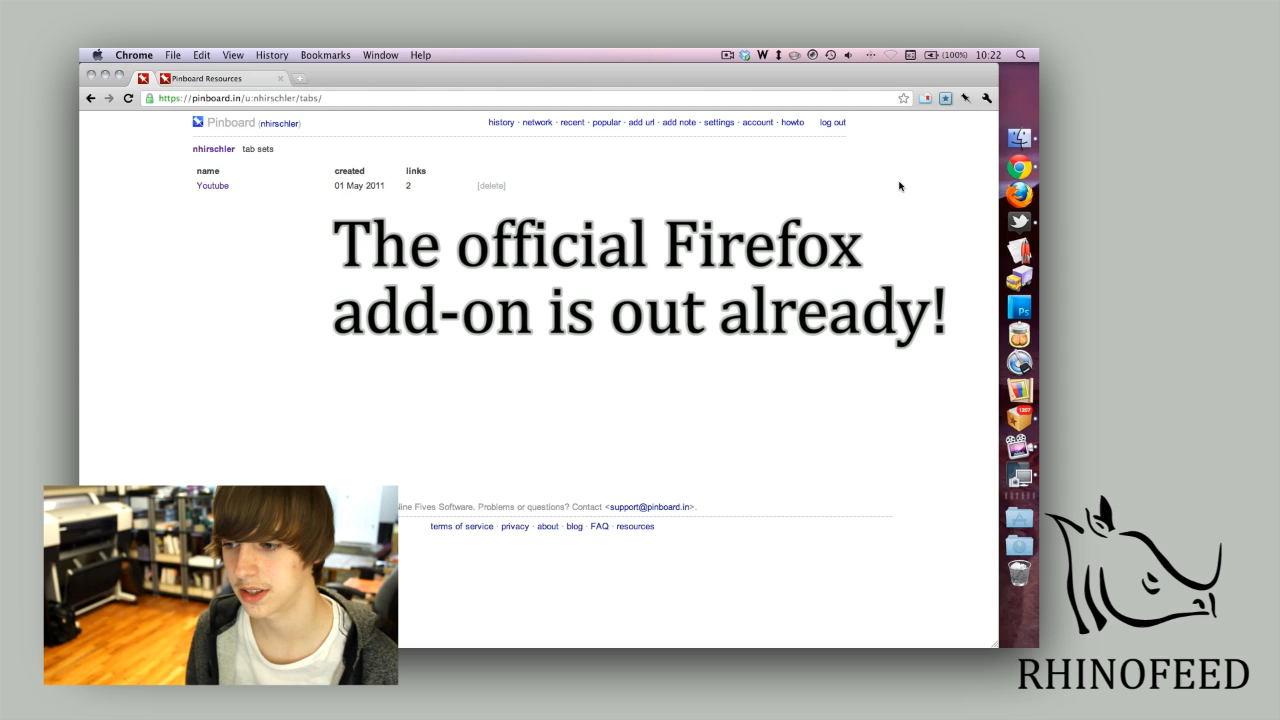 Chrome File Edit View History Bookmarks Window Help W (100%) 10:22
Pinboard Resources
https://pinboard.in/u:nhirschler/tabs/
Pinboard (nhirschler) history · network · recent · popular · add url · add note · settings · account · howto log out
nhirschler tab sets
name created links
Youtube 01 May 2011 2 [delete]
The official Firefox
add-on is out already!
Ps
1207
Nine Fives Software. Problems or questions? Contact <support@pinboard.in>.
terms of service · privacy · about · blog · FAQ · resources
RHINOFEED